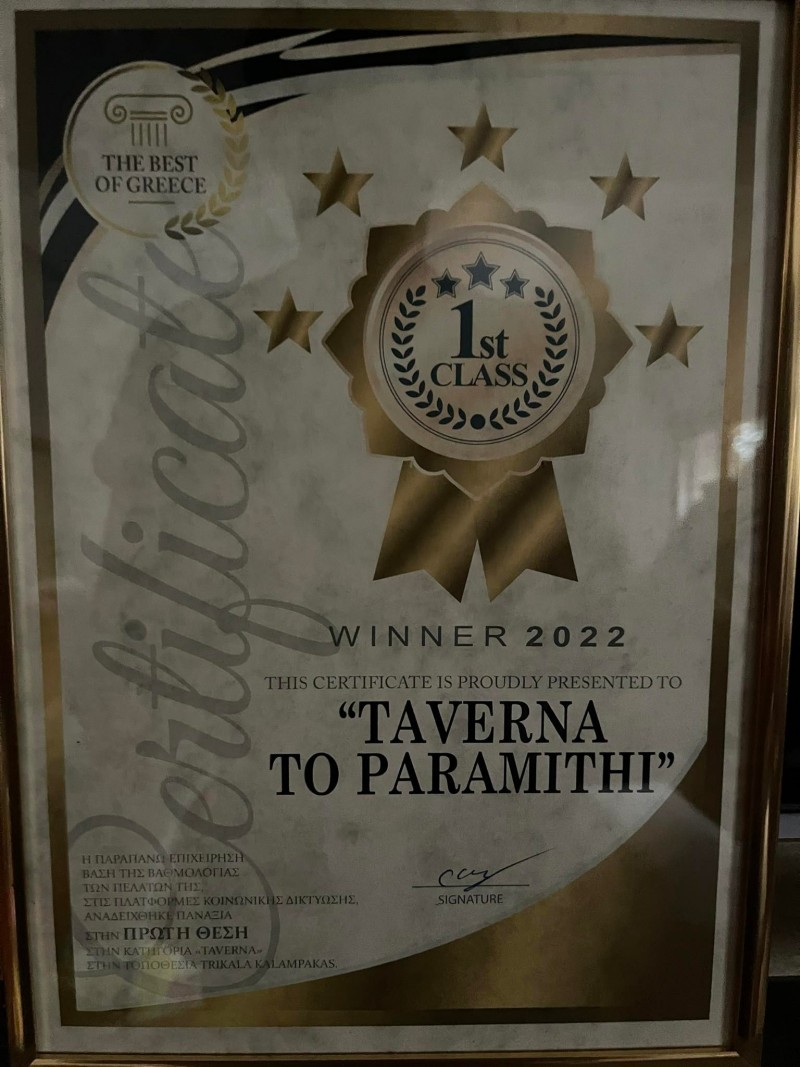 THE BEST
OF GREECE
Certificate
1st
CLASS
WINNER 2022
THIS CERTIFICATE IS PROUDLY PRESENTED TO
“TAVERNA
TO PARAMITHI”
Η ΠΑΡΑΠΑΝΩ ΕΠΙΧΕΙΡΗΣΗ
ΒΑΣΗ ΤΗΣ ΒΑΘΜΟΛΟΓΙΑΣ
ΤΩΝ ΠΕΛΑΤΩΝ ΤΗΣ,
ΣΤΙΣ ΠΛΑΤΦΟΡΜΕΣ ΚΟΙΝΩΝΙΚΗΣ ΔΙΚΤΥΩΣΗΣ,
ΑΝΑΔΕΙΧΘΗΚΕ ΠΑΝΑΞΙΑ
ΣΤΗΝ ΠΡΩΤΗ ΘΕΣΗ
ΣΤΗΝ ΚΑΤΗΓΟΡΙΑ «TAVERNA»
ΣΤΗΝ ΤΟΠΟΘΕΣΙΑ TRIKALA KALAMPAKAS.
SIGNATURE